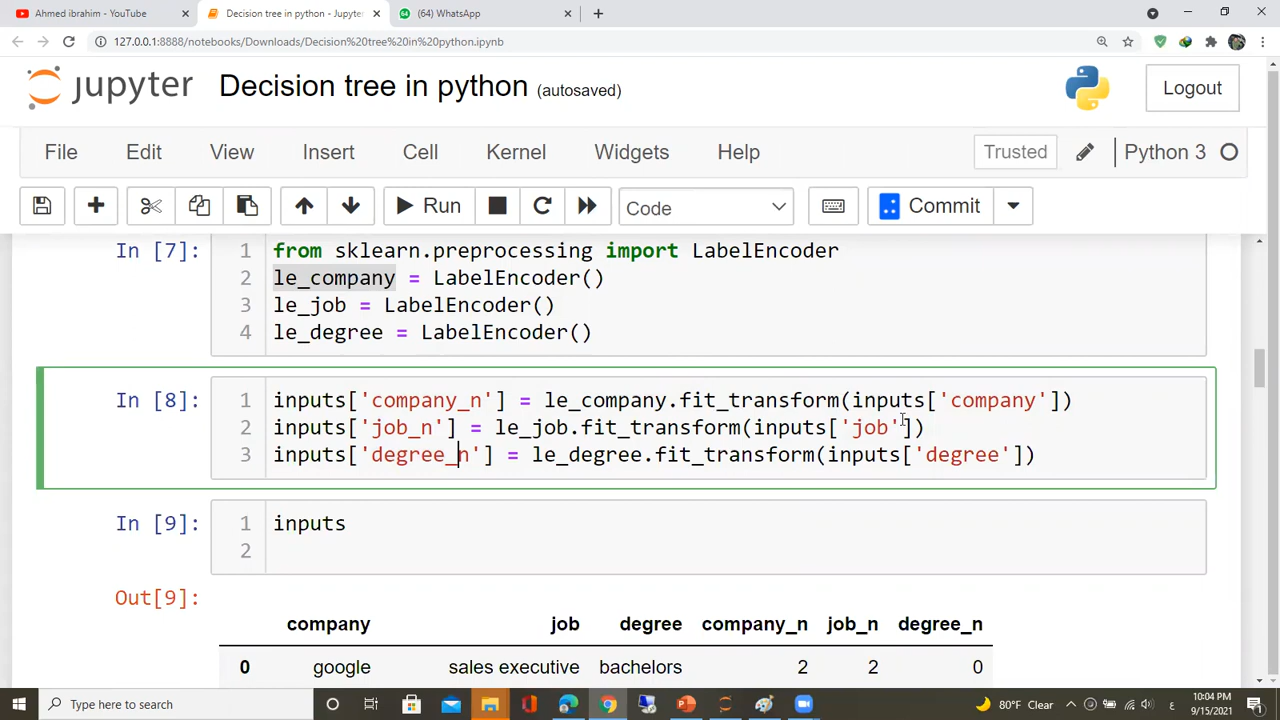 Ahmed ibrahim - YouTube
Decision tree in python - Jupyter
(64) WhatsApp
127.0.0.1:8888/notebooks/Downloads/Decision%20tree%20in%20python.ipynb
jupyter Decision tree in python (autosaved)
Logout
File Edit View Insert Cell Kernel Widgets Help
Trusted
Python 3
Run
Code
Commit
In [7]:
1 from sklearn.preprocessing import LabelEncoder
2 le_company = LabelEncoder()
3 le_job = LabelEncoder()
4 le_degree = LabelEncoder()
In [8]:
1 inputs['company_n'] = le_company.fit_transform(inputs['company'])
2 inputs['job_n'] = le_job.fit_transform(inputs['job'])
3 inputs['degree_n'] = le_degree.fit_transform(inputs['degree'])
In [9]:
1 inputs
2
Out[9]:
company job degree company_n job_n degree_n
0 google sales executive bachelors 2 2 0
Type here to search
80°F Clear
ع
10:04 PM
9/15/2021